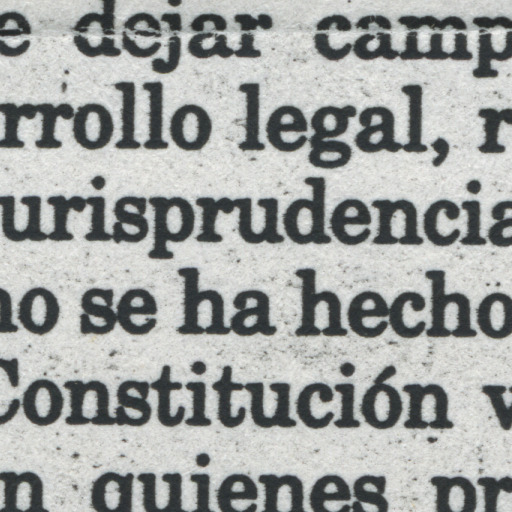 e dejar camp
rrollo legal, r
urisprudencia
no se ha hecho
Constitución v
n quienes pr